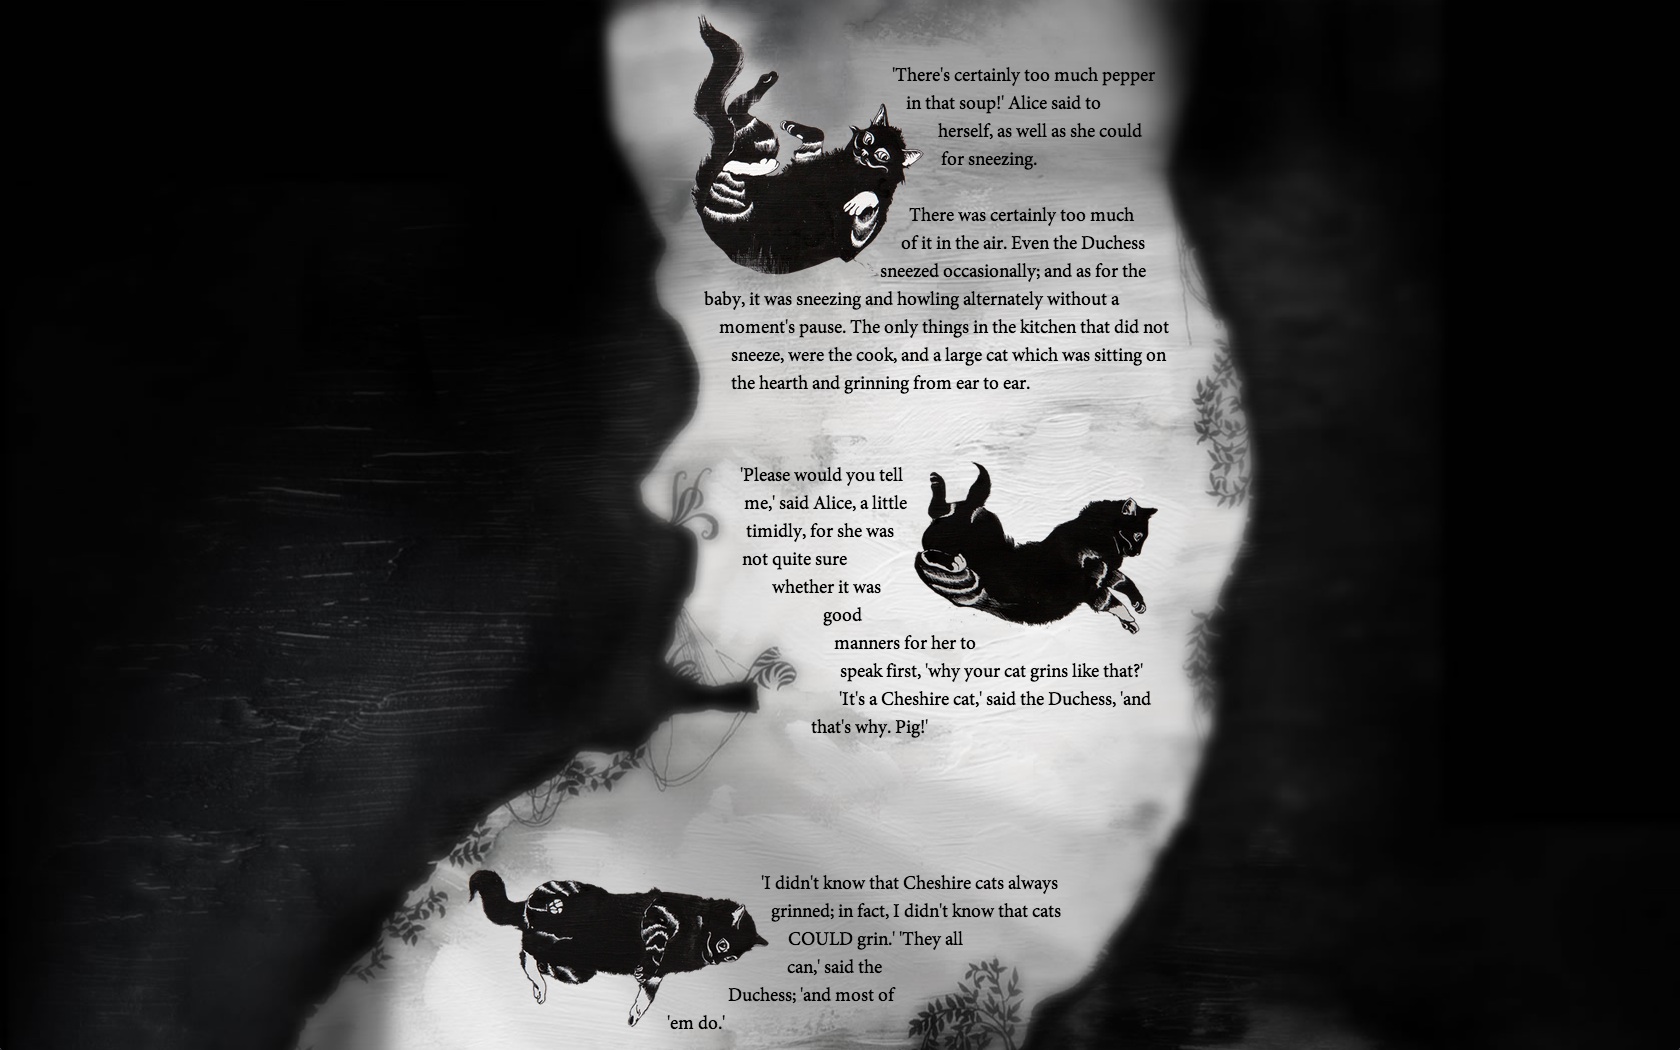 'There's certainly too much pepper
in that soup!' Alice said to
herself, as well as she could
for sneezing.
There was certainly too much
of it in the air. Even the Duchess
sneezed occasionally; and as for the
baby, it was sneezing and howling alternately without a
moment's pause. The only things in the kitchen that did not
sneeze, were the cook, and a large cat which was sitting on
the hearth and grinning from ear to ear.
'Please would you tell
me,' said Alice, a little
timidly, for she was
not quite sure
whether it was
good
manners for her to
speak first, 'why your cat grins like that?'
'It's a Cheshire cat,' said the Duchess, 'and
that's why. Pig!'
'I didn't know that Cheshire cats always
grinned; in fact, I didn't know that cats
COULD grin.' 'They all
can,' said the
Duchess; 'and most of
'em do.'